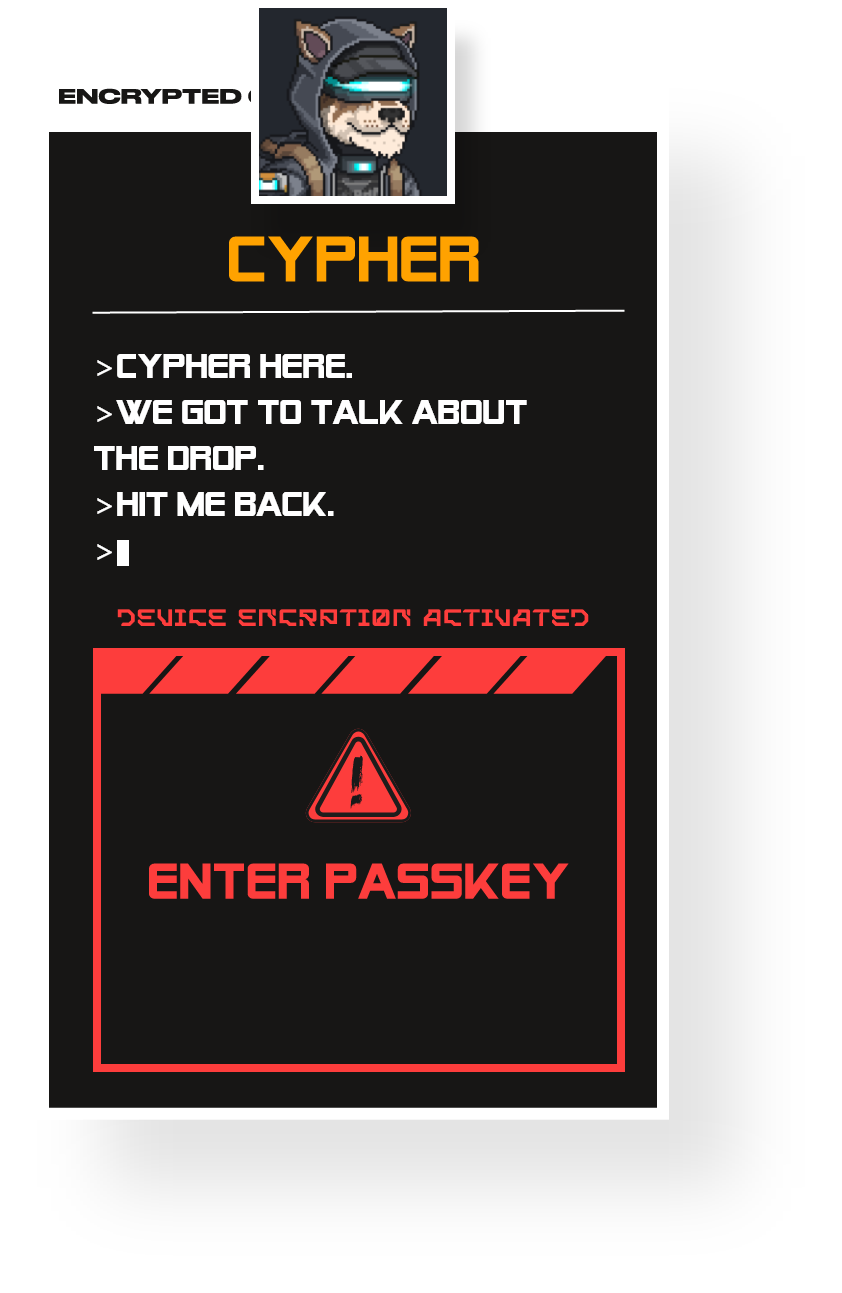 ENCRYPTED
CYPHER
>CYPHER HERE.
>WE GOT TO TALK ABOUT
THE DROP.
>HIT ME BACK.
>
DEVICE ENCRPTION ACTIVATED
!
ENTER PASSKEY